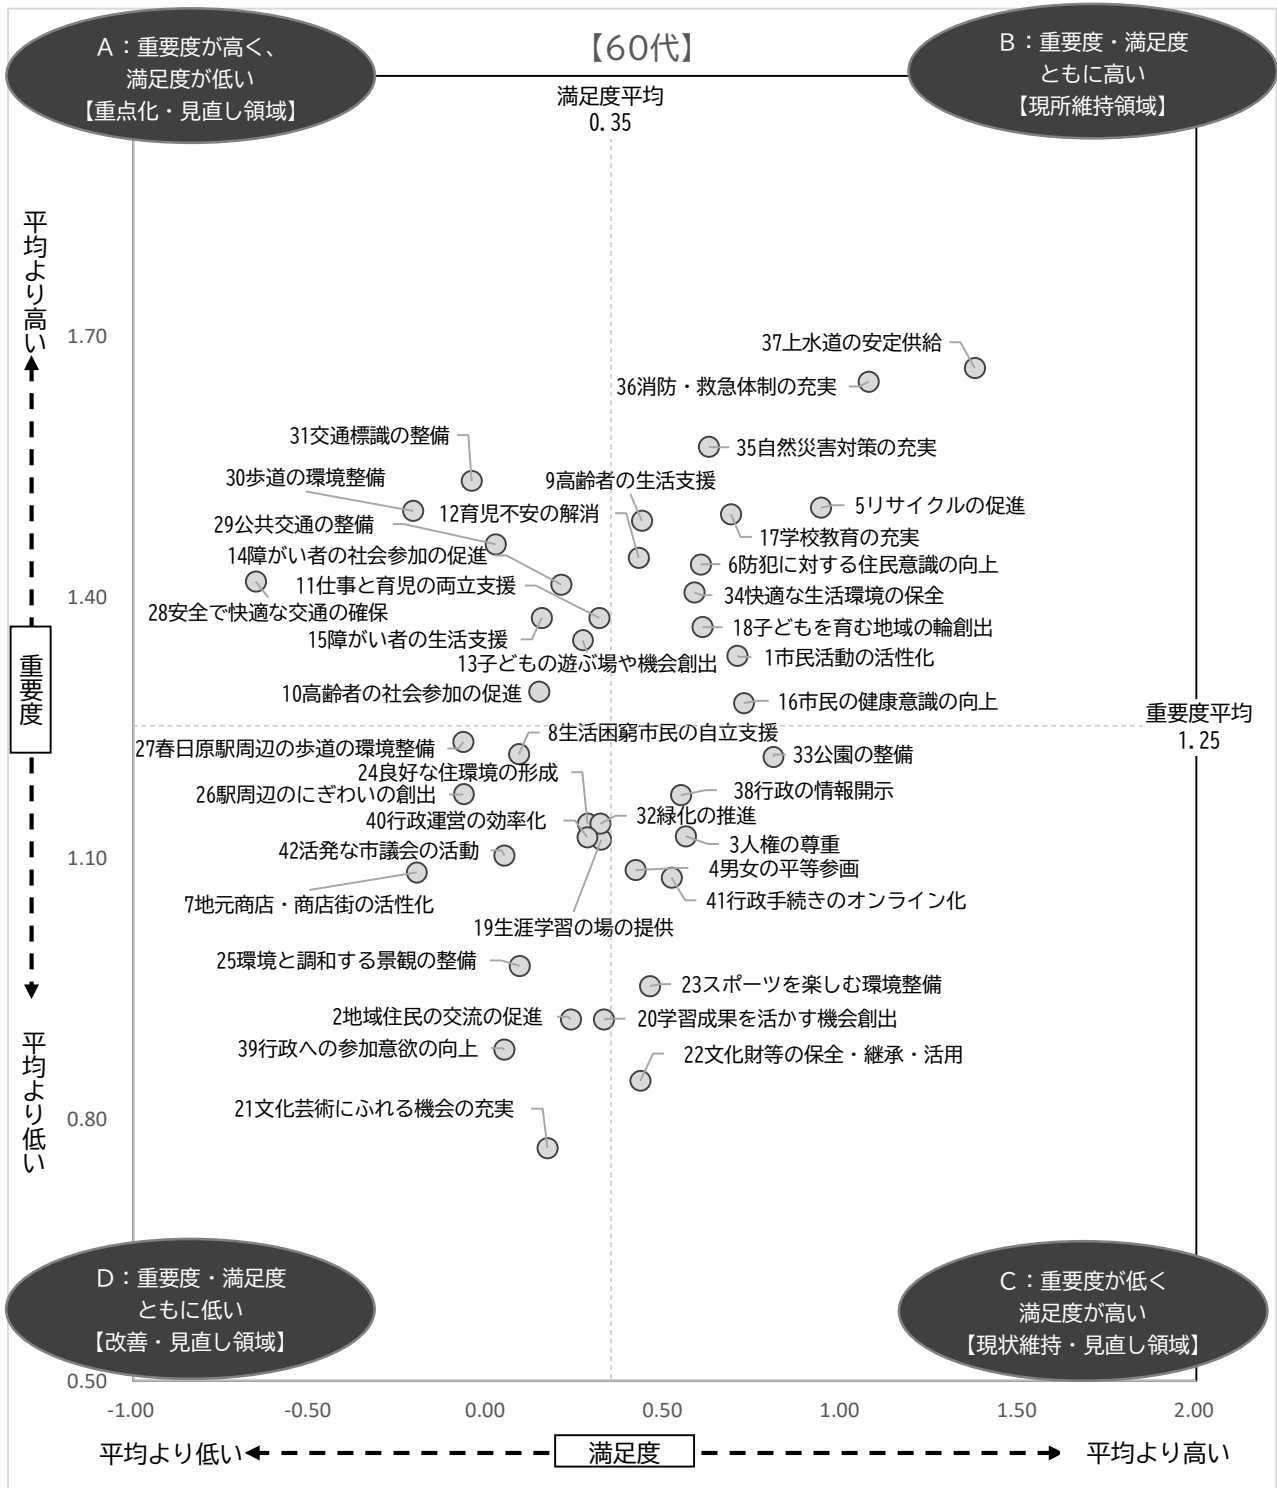 【60代】
A：重要度が高く、
満足度が低い
【重点化・見直し領域】
B：重要度・満足度
ともに高い
【現所維持領域】
満足度平均
0.35
平均より高い
1.70
37上水道の安定供給
36消防・救急体制の充実
31交通標識の整備
35自然災害対策の充実
30歩道の環境整備
9高齢者の生活支援
5リサイクルの促進
29公共交通の整備
12育児不安の解消
17学校教育の充実
14障がい者の社会参加の促進
6防犯に対する住民意識の向上
11仕事と育児の両立支援
1.40
34快適な生活環境の保全
28安全で快適な交通の確保
18子どもを育む地域の輪創出
15障がい者の生活支援
13子どもの遊ぶ場や機会創出
1市民活動の活性化
重要度
10高齢者の社会参加の促進
16市民の健康意識の向上
重要度平均
1.25
8生活困窮市民の自立支援
27春日原駅周辺の歩道の環境整備
33公園の整備
24良好な住環境の形成
26駅周辺のにぎわいの創出
38行政の情報開示
40行政運営の効率化
32緑化の推進
42活発な市議会の活動
3人権の尊重
1.10
4男女の平等参画
7地元商店・商店街の活性化
41行政手続きのオンライン化
19生涯学習の場の提供
25環境と調和する景観の整備
23スポーツを楽しむ環境整備
2地域住民の交流の促進
20学習成果を活かす機会創出
39行政への参加意欲の向上
22文化財等の保全・継承・活用
平均より低い
21文化芸術にふれる機会の充実
0.80
D：重要度・満足度
ともに低い
【改善・見直し領域】
C：重要度が低く
満足度が高い
【現状維持・見直し領域】
0.50
-1.00 -0.50 0.00 0.50 1.00 1.50 2.00
平均より低い 満足度 平均より高い